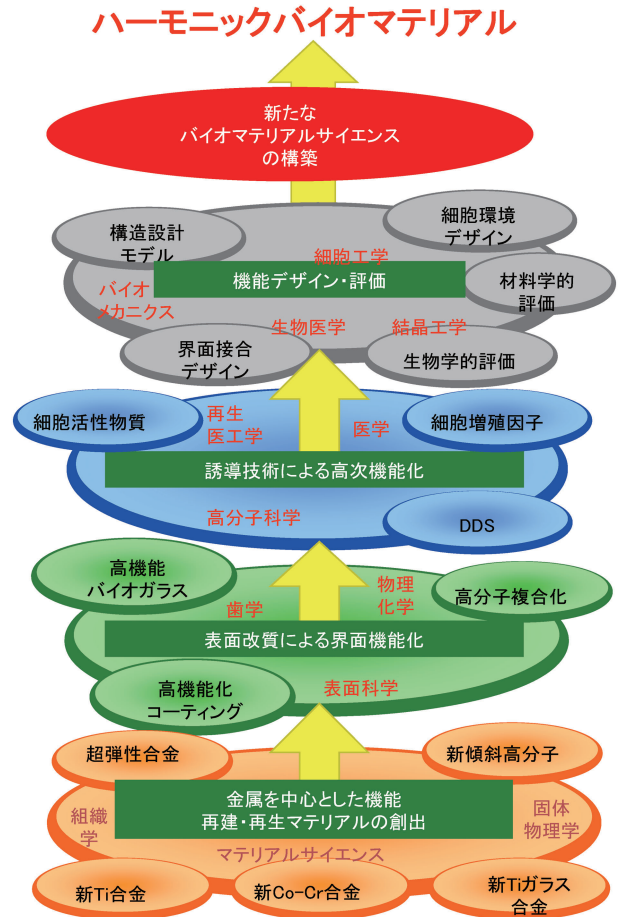 ハーモニックバイオマテリアル
新たな
バイオマテリアルサイエンス
の構築
構造設計
モデル
細胞環境
デザイン
細胞工学
機能デザイン・評価
バイオ
メカニクス
材料学的
評価
生物医学
結晶工学
界面接合
デザイン
生物学的評価
細胞活性物質
再生
医工学
医学
細胞増殖因子
誘導技術による高次機能化
高分子科学
DDS
高機能
バイオガラス
歯学
物理
化学
高分子複合化
表面改質による界面機能化
高機能化
コーティング
表面科学
超弾性合金
新傾斜高分子
金属を中心とした機能
再建・再生マテリアルの創出
組織
学
固体
物理学
マテリアルサイエンス
新Ti合金
新Co-Cr合金
新Tiガラス
合金